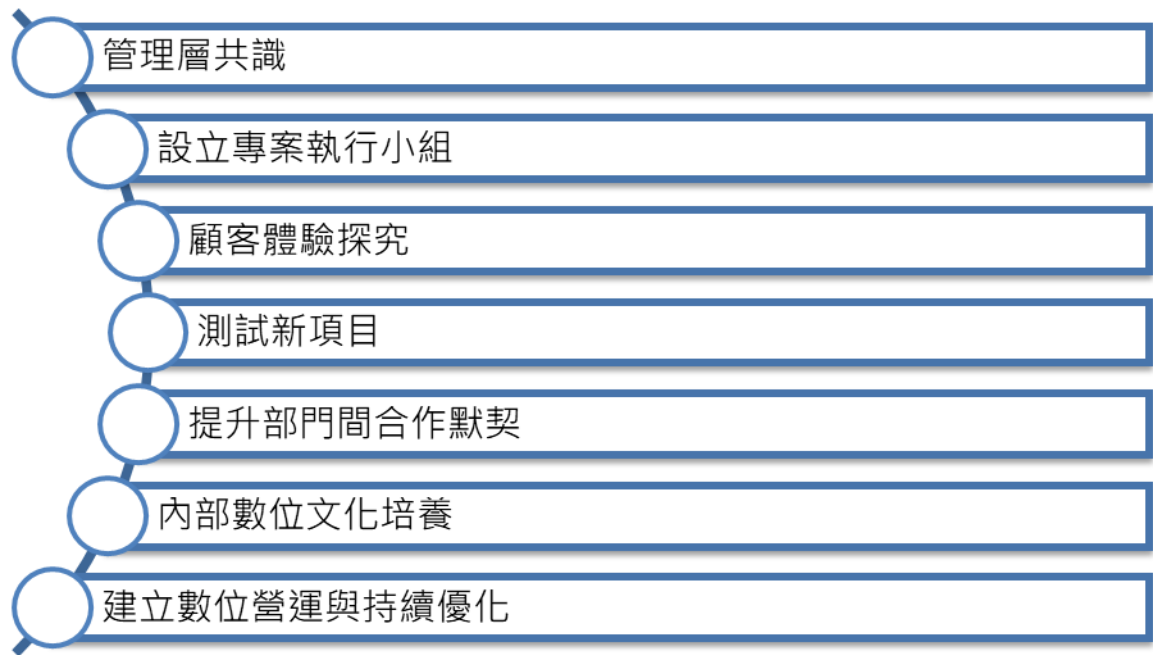 管理層共識
設立專案執行小組
顧客體驗探究
測試新項目
提升部門間合作默契
內部數位文化培養
建立數位營運與持續優化